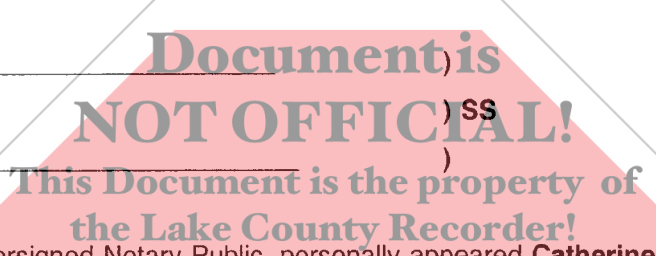 Document is
)
NOT OFFICIAL!
) SS
)
This Document is the property of
the Lake County Recorder!
ersigned Notary Public, personally appeared Catherine